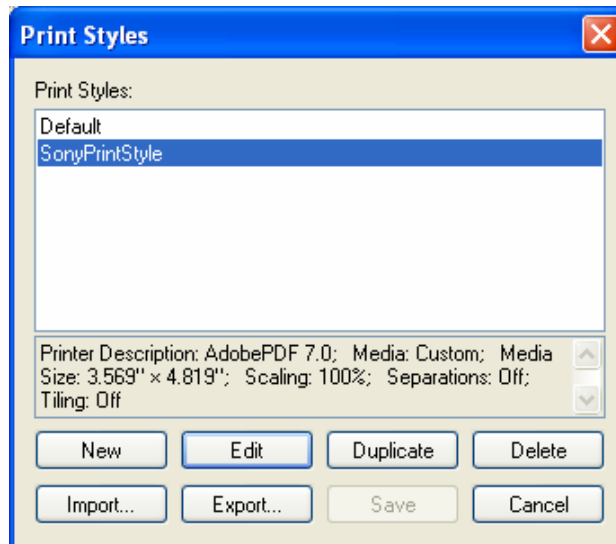 Print Styles
Print Styles:
Default
SonyPrintStyle
Printer Description: AdobePDF 7.0;   Media: Custom;   Media
Size: 3.569" × 4.819";   Scaling: 100%;   Separations: Off;
Tiling: Off
New Edit Duplicate Delete
Import... Export... Save Cancel